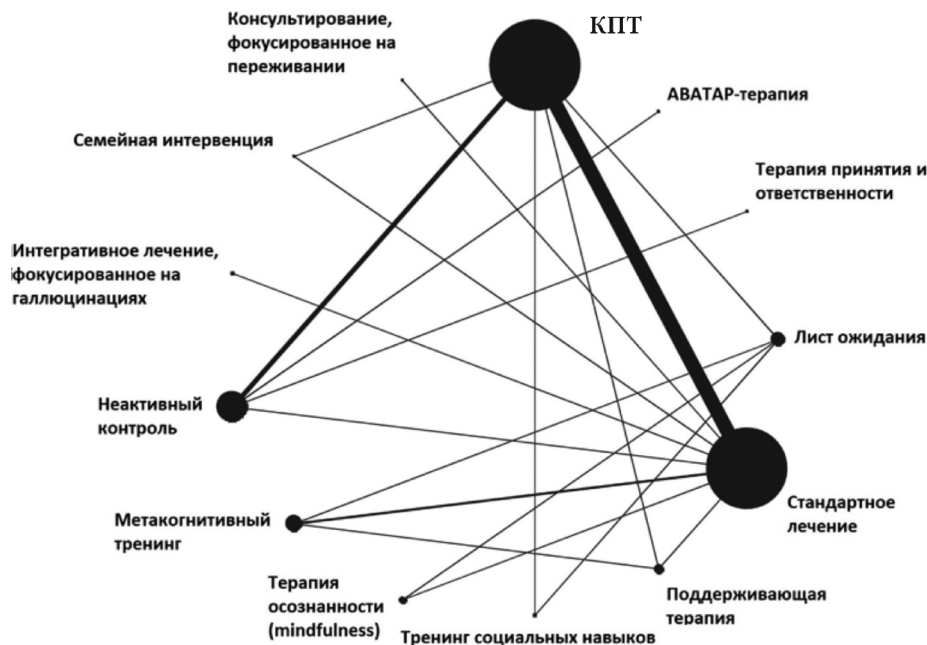 Консультирование,
фокусированное на
переживании
КПТ
АВАТАР-терапия
Семейная интервенция
Терапия принятия и
ответственности
Интегративное лечение,
фокусированное на
галлюцинациях
Лист ожидания
Неактивный
контроль
Стандартное
лечение
Метакогнитивный
тренинг
Терапия
осознанности
(mindfulness)
Поддерживающая
терапия
Тренинг социальных навыков